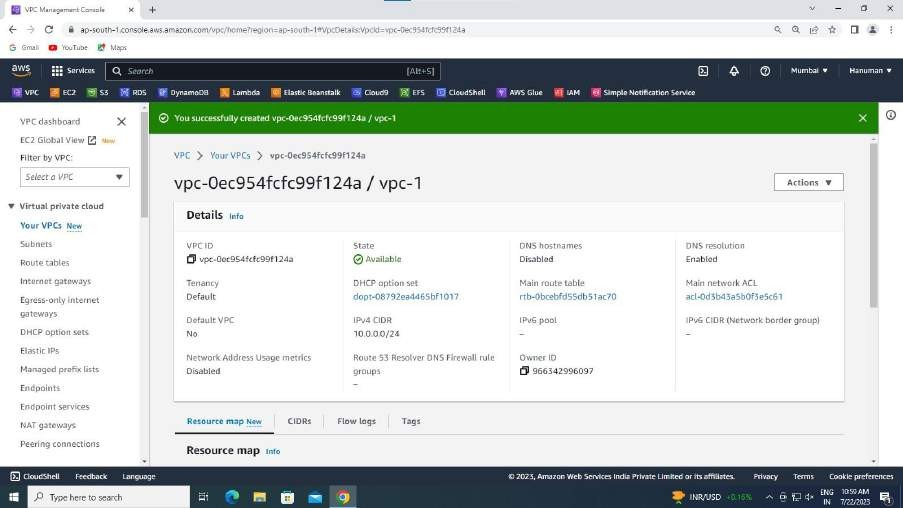 VPC Management Console
ap-south-1.console.aws.amazon.com/vpc/home?region=ap-south-1#VpcDetails:VpcId=vpc-0ec954fcfc99f124a
Gmail YouTube Maps
aws Services Search [Alt+S] Mumbai Hanuman
VPC EC2 S3 RDS DynamoDB Lambda Elastic Beanstalk Cloud9 EFS CloudShell AWS Glue IAM Simple Notification Service
VPC dashboard
EC2 Global View New
Filter by VPC:
Select a VPC
Virtual private cloud
Your VPCs New
Subnets
Route tables
Internet gateways
Egress-only internet
gateways
DHCP option sets
Elastic IPs
Managed prefix lists
Endpoints
Endpoint services
NAT gateways
Peering connections
You successfully created vpc-0ec954fcfc99f124a / vpc-1
VPC Your VPCs vpc-0ec954fcfc99f124a
vpc-0ec954fcfc99f124a / vpc-1
Actions
Details Info
VPC ID
vpc-0ec954fcfc99f124a
State
Available
DNS hostnames
Disabled
DNS resolution
Enabled
Tenancy
Default
DHCP option set
dopt-08792ea4465bf1017
Main route table
rtb-0bcebfd55db51ac70
Main network ACL
acl-0d3b43a5b0f3e5c61
Default VPC
No
IPv4 CIDR
10.0.0.0/24
IPv6 pool
–
IPv6 CIDR (Network border group)
–
Network Address Usage metrics
Disabled
Route 53 Resolver DNS Firewall rule
groups
–
Owner ID
966342996097
Resource map New CIDRs Flow logs Tags
Resource map Info
CloudShell Feedback Language © 2023, Amazon Web Services India Private Limited or its affiliates. Privacy Terms Cookie preferences
Type here to search
INR/USD +0.16%
ENG
IN
10:59 AM
7/22/2023